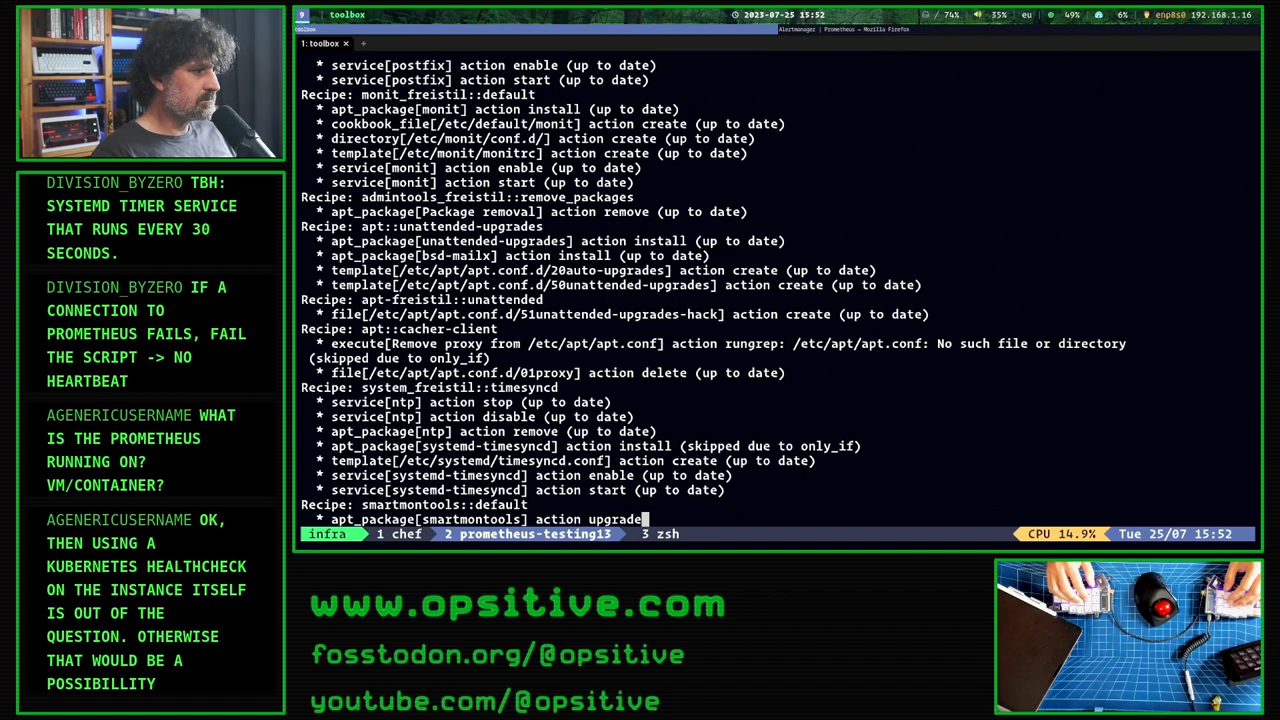 9 toolbox 2023-07-25 15:52 / 74% 35% eu 49% 6% enp8s0 192.168.1.16
toolbox Alertmanager | Prometheus — Mozilla Firefox
1: toolbox × +
* service[postfix] action enable (up to date)
* service[postfix] action start (up to date)
Recipe: monit_freistil::default
* apt_package[monit] action install (up to date)
* cookbook_file[/etc/default/monit] action create (up to date)
* directory[/etc/monit/conf.d/] action create (up to date)
* template[/etc/monit/monitrc] action create (up to date)
* service[monit] action enable (up to date)
* service[monit] action start (up to date)
Recipe: admintools_freistil::remove_packages
* apt_package[Package removal] action remove (up to date)
Recipe: apt::unattended-upgrades
* apt_package[unattended-upgrades] action install (up to date)
* apt_package[bsd-mailx] action install (up to date)
* template[/etc/apt/apt.conf.d/20auto-upgrades] action create (up to date)
* template[/etc/apt/apt.conf.d/50unattended-upgrades] action create (up to date)
Recipe: apt-freistil::unattended
* file[/etc/apt/apt.conf.d/51unattended-upgrades-hack] action create (up to date)
Recipe: apt::cacher-client
* execute[Remove proxy from /etc/apt/apt.conf] action rungrep: /etc/apt/apt.conf: No such file or directory
(skipped due to only_if)
* file[/etc/apt/apt.conf.d/01proxy] action delete (up to date)
Recipe: system_freistil::timesyncd
* service[ntp] action stop (up to date)
* service[ntp] action disable (up to date)
* apt_package[ntp] action remove (up to date)
* apt_package[systemd-timesyncd] action install (skipped due to only_if)
* template[/etc/systemd/timesyncd.conf] action create (up to date)
* service[systemd-timesyncd] action enable (up to date)
* service[systemd-timesyncd] action start (up to date)
Recipe: smartmontools::default
* apt_package[smartmontools] action upgrade
infra 1 chef 2 prometheus-testing13 3 zsh CPU 14.9% Tue 25/07 15:52
DIVISION_BYZERO TBH:
SYSTEMD TIMER SERVICE
THAT RUNS EVERY 30
SECONDS.
DIVISION_BYZERO IF A
CONNECTION TO
PROMETHEUS FAILS, FAIL
THE SCRIPT -> NO
HEARTBEAT
AGENERICUSERNAME WHAT
IS THE PROMETHEUS
RUNNING ON?
VM/CONTAINER?
AGENERICUSERNAME OK,
THEN USING A
KUBERNETES HEALTHCHECK
ON THE INSTANCE ITSELF
IS OUT OF THE
QUESTION. OTHERWISE
THAT WOULD BE A
POSSIBILLITY
www.opsitive.com
fosstodon.org/@opsitive
youtube.com/@opsitive